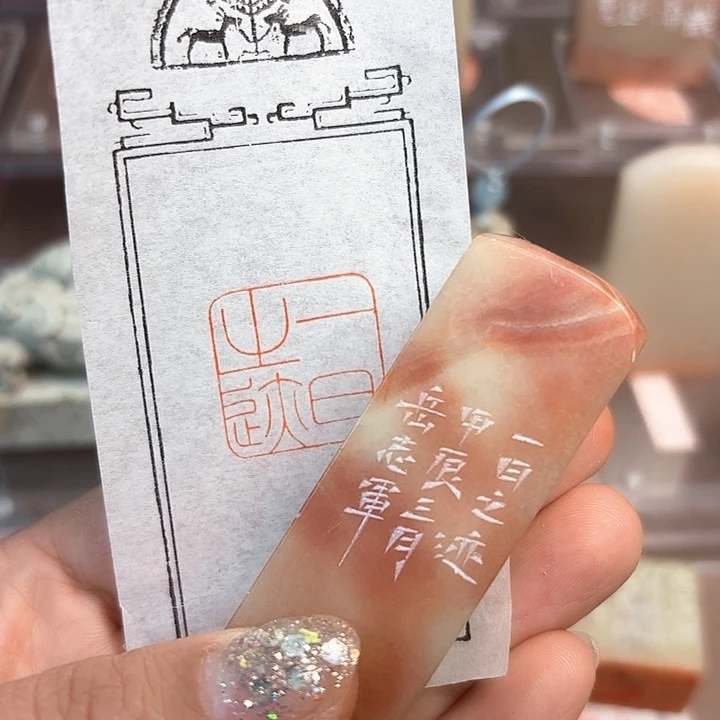 一日
之迹
一日之迹
甲辰三月
岳志軍